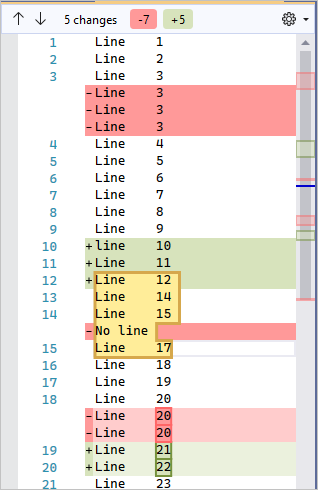 5 changes -7 +5
1 Line 1
2 Line 2
3 Line 3
-Line 3
-Line 3
-Line 3
4 Line 4
5 Line 5
6 Line 6
7 Line 7
8 Line 8
9 Line 9
10 +line 10
11 +Line 11
12 +Line 12
13 Line 14
14 Line 15
-No line
15 Line 17
16 Line 18
17 Line 19
18 Line 20
-Line 20
-Line 20
19 +Line 21
20 +Line 22
21 Line 23